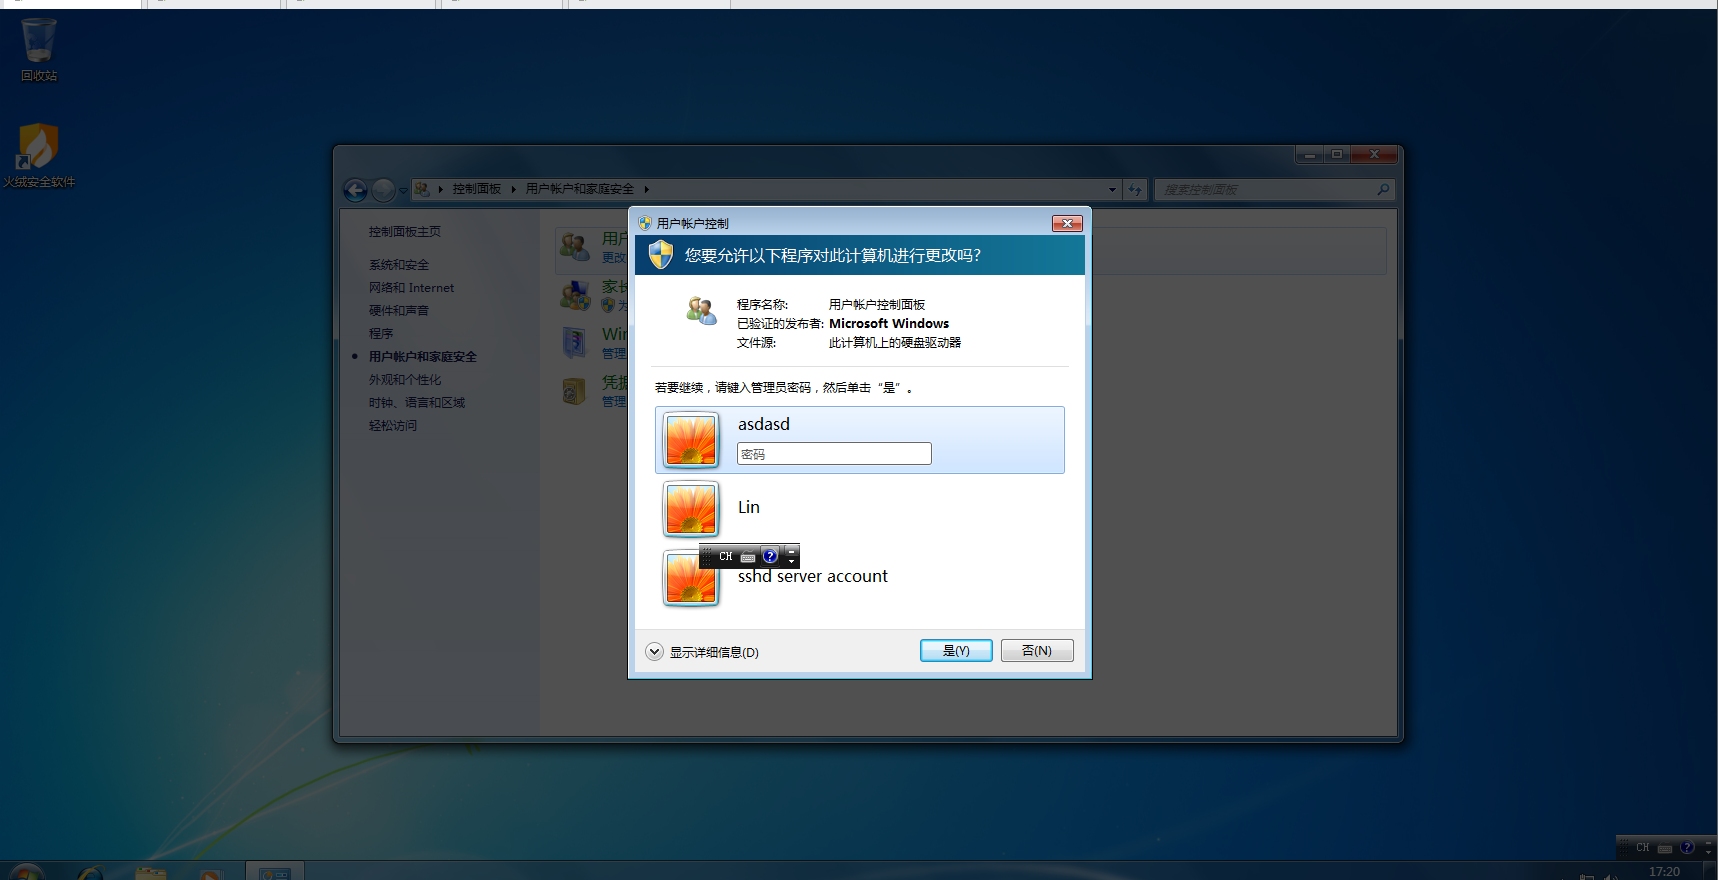 回收站
火绒安全软件
控制面板
用户帐户和家庭安全
搜索控制面板
控制面板主页
系统和安全
网络和 Internet
硬件和声音
程序
用户帐户和家庭安全
外观和个性化
时钟、语言和区域
轻松访问
用户
更改
家长
为
Win
管理
凭据
管理
用户帐户控制
您要允许以下程序对此计算机进行更改吗?
程序名称: 用户帐户控制面板
已验证的发布者: Microsoft Windows
文件源: 此计算机上的硬盘驱动器
若要继续，请键入管理员密码，然后单击“是”。
asdasd
密码
Lin
CH
sshd server account
显示详细信息(D)
是(Y)
否(N)
CH
17:20